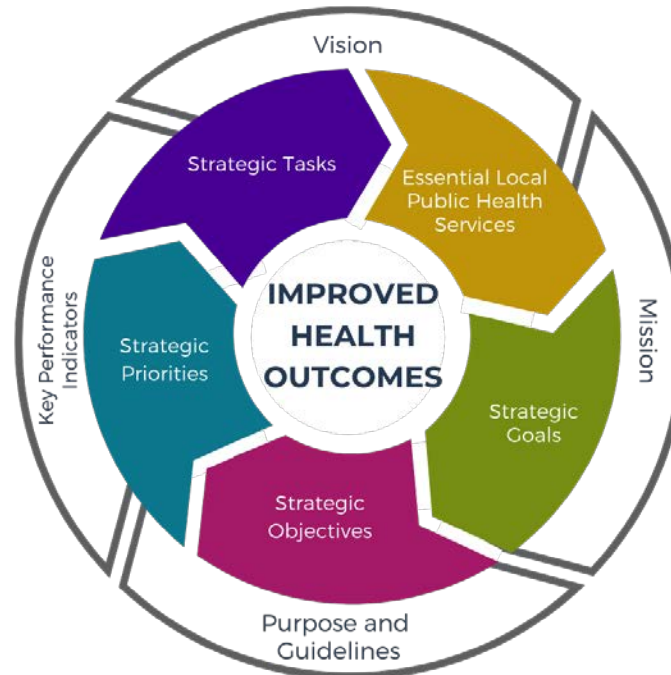 Vision
Strategic Tasks
Essential Local
Public Health
Services
IMPROVED
HEALTH
OUTCOMES
Key Performance
Indicators
Strategic
Priorities
Mission
Strategic
Goals
Strategic
Objectives
Purpose and
Guidelines